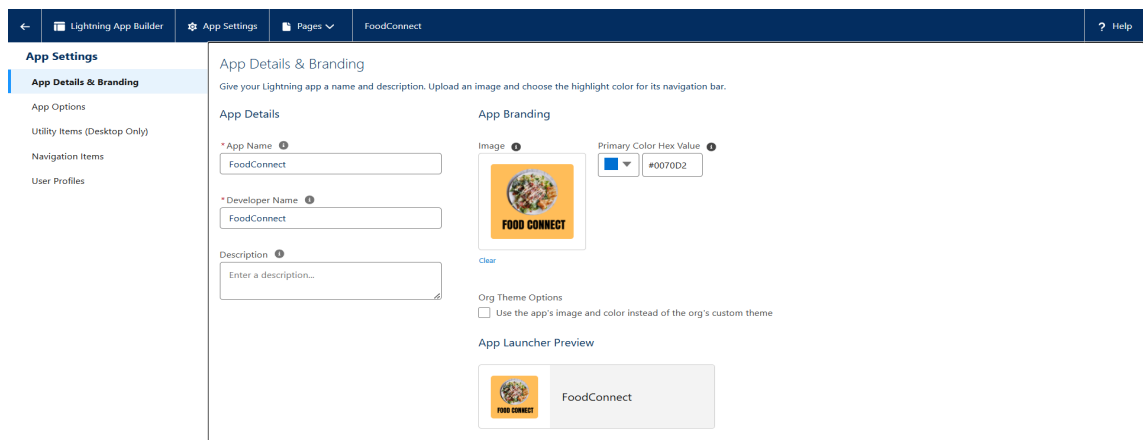 Lightning App Builder
App Settings
Pages
FoodConnect
? Help
App Settings
App Details & Branding
App Options
Utility Items (Desktop Only)
Navigation Items
User Profiles
App Details & Branding
Give your Lightning app a name and description. Upload an image and choose the highlight color for its navigation bar.
App Details
* App Name
FoodConnect
* Developer Name
FoodConnect
Description
Enter a description...
App Branding
Image
FOOD CONNECT
Clear
Primary Color Hex Value
#0070D2
Org Theme Options
Use the app's image and color instead of the org's custom theme
App Launcher Preview
FOOD CONNECT
FoodConnect